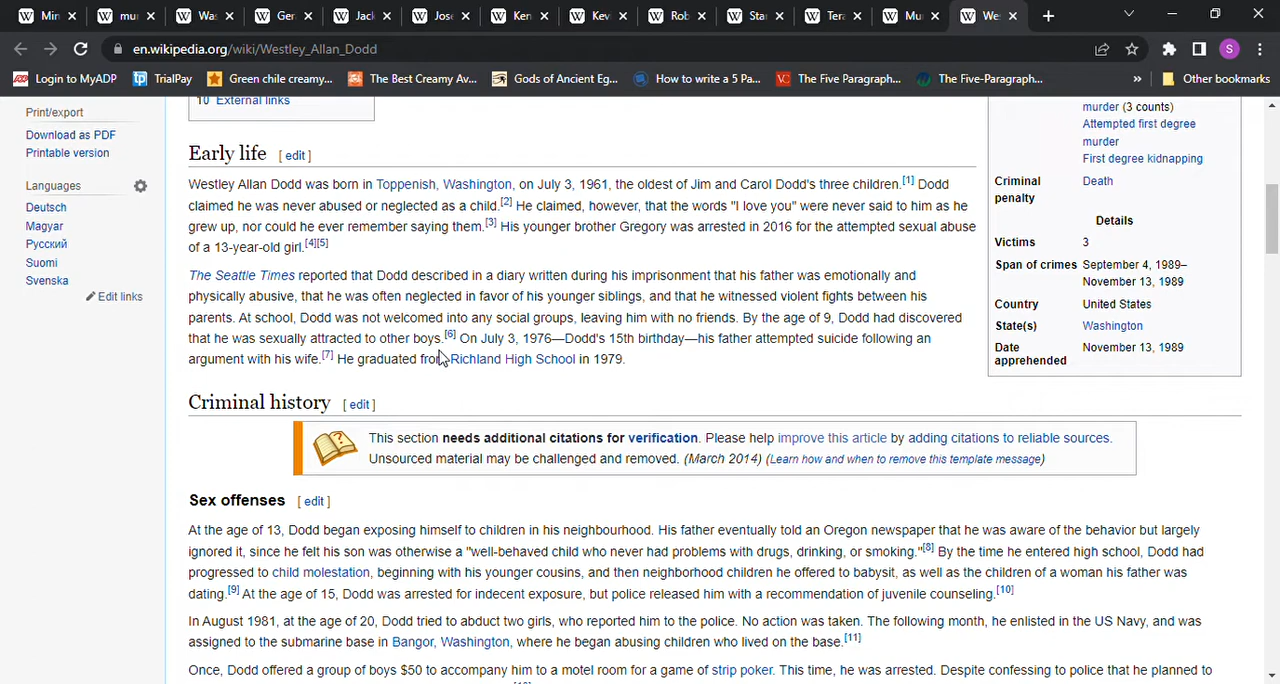 Min
mu
Wa
Ger
Jack
Jos
Ken
Kev
Rob
Sta
Tera
Mu
We
en.wikipedia.org/wiki/Westley_Allan_Dodd
S
Login to MyADP
TrialPay
Green chile creamy...
The Best Creamy Av...
Gods of Ancient Eg...
How to write a 5 Pa...
The Five Paragraph...
The Five-Paragraph...
»
Other bookmarks
Print/export
Download as PDF
Printable version
Languages
Deutsch
Magyar
Русский
Suomi
Svenska
Edit links
10 External links
Early life [ edit ]
Westley Allan Dodd was born in Toppenish, Washington, on July 3, 1961, the oldest of Jim and Carol Dodd's three children.[1] Dodd
claimed he was never abused or neglected as a child.[2] He claimed, however, that the words "I love you" were never said to him as he
grew up, nor could he ever remember saying them.[3] His younger brother Gregory was arrested in 2016 for the attempted sexual abuse
of a 13-year-old girl.[4][5]
The Seattle Times reported that Dodd described in a diary written during his imprisonment that his father was emotionally and
physically abusive, that he was often neglected in favor of his younger siblings, and that he witnessed violent fights between his
parents. At school, Dodd was not welcomed into any social groups, leaving him with no friends. By the age of 9, Dodd had discovered
that he was sexually attracted to other boys.[6] On July 3, 1976—Dodd's 15th birthday—his father attempted suicide following an
argument with his wife.[7] He graduated from Richland High School in 1979.
murder (3 counts)
Attempted first degree
murder
First degree kidnapping
Criminal penalty Death
Details
Victims 3
Span of crimes September 4, 1989–
November 13, 1989
Country United States
State(s) Washington
Date apprehended November 13, 1989
Criminal history [ edit ]
This section needs additional citations for verification. Please help improve this article by adding citations to reliable sources.
Unsourced material may be challenged and removed. (March 2014) (Learn how and when to remove this template message)
Sex offenses [ edit ]
At the age of 13, Dodd began exposing himself to children in his neighbourhood. His father eventually told an Oregon newspaper that he was aware of the behavior but largely
ignored it, since he felt his son was otherwise a "well-behaved child who never had problems with drugs, drinking, or smoking."[8] By the time he entered high school, Dodd had
progressed to child molestation, beginning with his younger cousins, and then neighborhood children he offered to babysit, as well as the children of a woman his father was
dating.[9] At the age of 15, Dodd was arrested for indecent exposure, but police released him with a recommendation of juvenile counseling.[10]
In August 1981, at the age of 20, Dodd tried to abduct two girls, who reported him to the police. No action was taken. The following month, he enlisted in the US Navy, and was
assigned to the submarine base in Bangor, Washington, where he began abusing children who lived on the base.[11]
Once, Dodd offered a group of boys $50 to accompany him to a motel room for a game of strip poker. This time, he was arrested. Despite confessing to police that he planned to